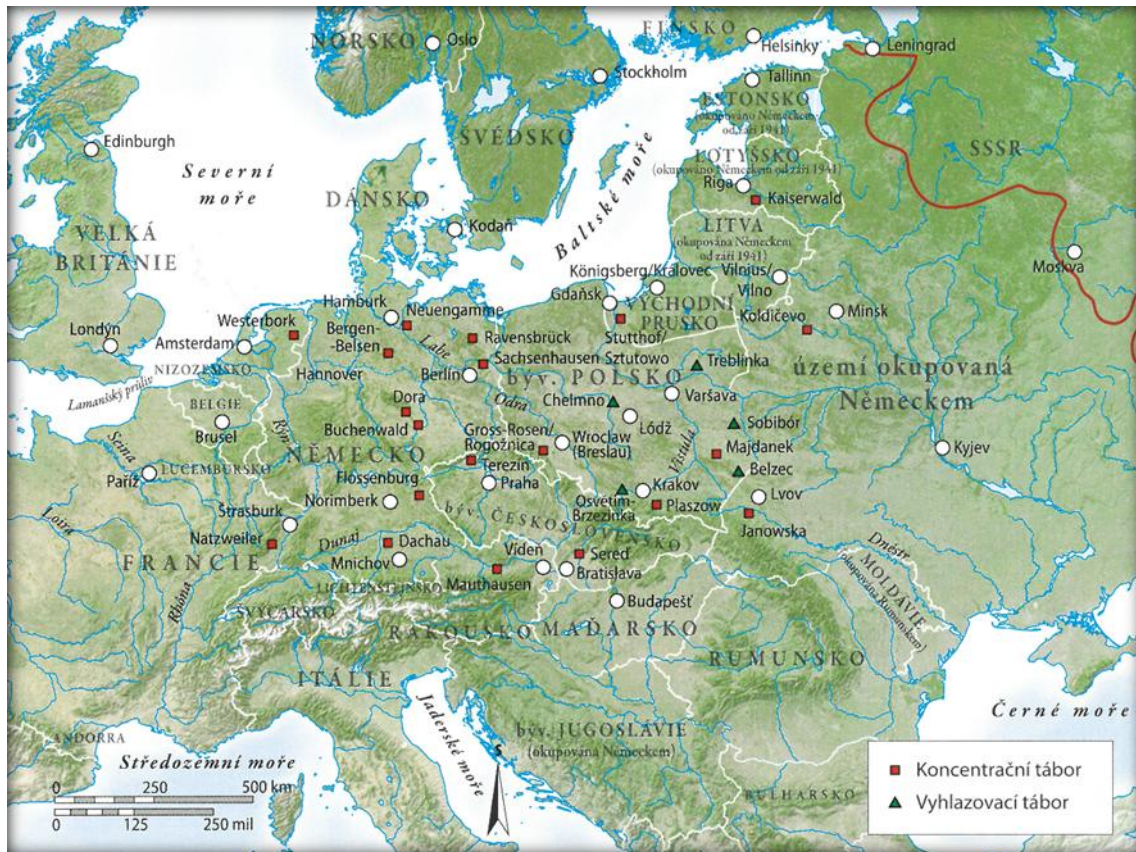 NORSKO
Oslo
FINSKO
Helsinky
Leningrad
Stockholm
Tallinn
ESTONSKO
(okupováno Německem
od září 1941)
ŠVÉDSKO
SSSR
Edinburgh
Severní
moře
DÁNSKO
Baltské moře
LOTYŠSKO
(okupováno Německem od září 1941)
Riga
Kaiserwald
Kodaň
LITVA
(okupována Německem
od září 1941)
VELKÁ
BRITÁNIE
Moskva
Königsberg/Královec
Vilnius/
Vilno
Gdaňsk
VÝCHODNÍ
PRUSKO
Koldičevo
Minsk
Hamburk
Neuengamme
Westerbork
Bergen-
-Belsen
Labe
Ravensbrück
Stutthof/
Sztutowo
Londýn
Amsterdam
Sachsenhausen
Treblinka
NIZOZEMSKO
Hannover
Berlín
býv. POLSKO
území okupovaná
Německem
Lamanšský průliv
Varšava
BELGIE
Dora
Odra
Chelmno
Sobibór
Brusel
Rýn
Buchenwald
Gross-Rosen/
Rogožnica
Wroclaw
(Breslau)
Lódž
Vistula
Majdanek
Kyjev
Seina
LUCEMBURSKO
NĚMECKO
Terezín
Belzec
Paříž
Flossenburg
Praha
Krakov
Lvov
Norimberk
Osvětim-
Brzezinka
Plaszow
Loira
Štrasburk
býv. ČESKOSLOVENSKO
Janowska
Natzweiler
Dunaj
Dachau
Vídeň
Sered
Dněstr
FRANCIE
Mnichov
Mauthausen
Bratislava
MOLDÁVIE
(okupována Rumunskem)
LICHTENŠTEJNSKO
Rhôna
ŠVÝCARSKO
Budapešť
RAKOUSKO
MAĎARSKO
RUMUNSKO
ITÁLIE
Jaderské moře
býv. JUGOSLÁVIE
(okupována Německem)
Černé moře
ANDORRA
Středozemní moře
S
BULHARSKO
0 250 500 km
0 125 250 mil
Koncentrační tábor
Vyhlazovací tábor